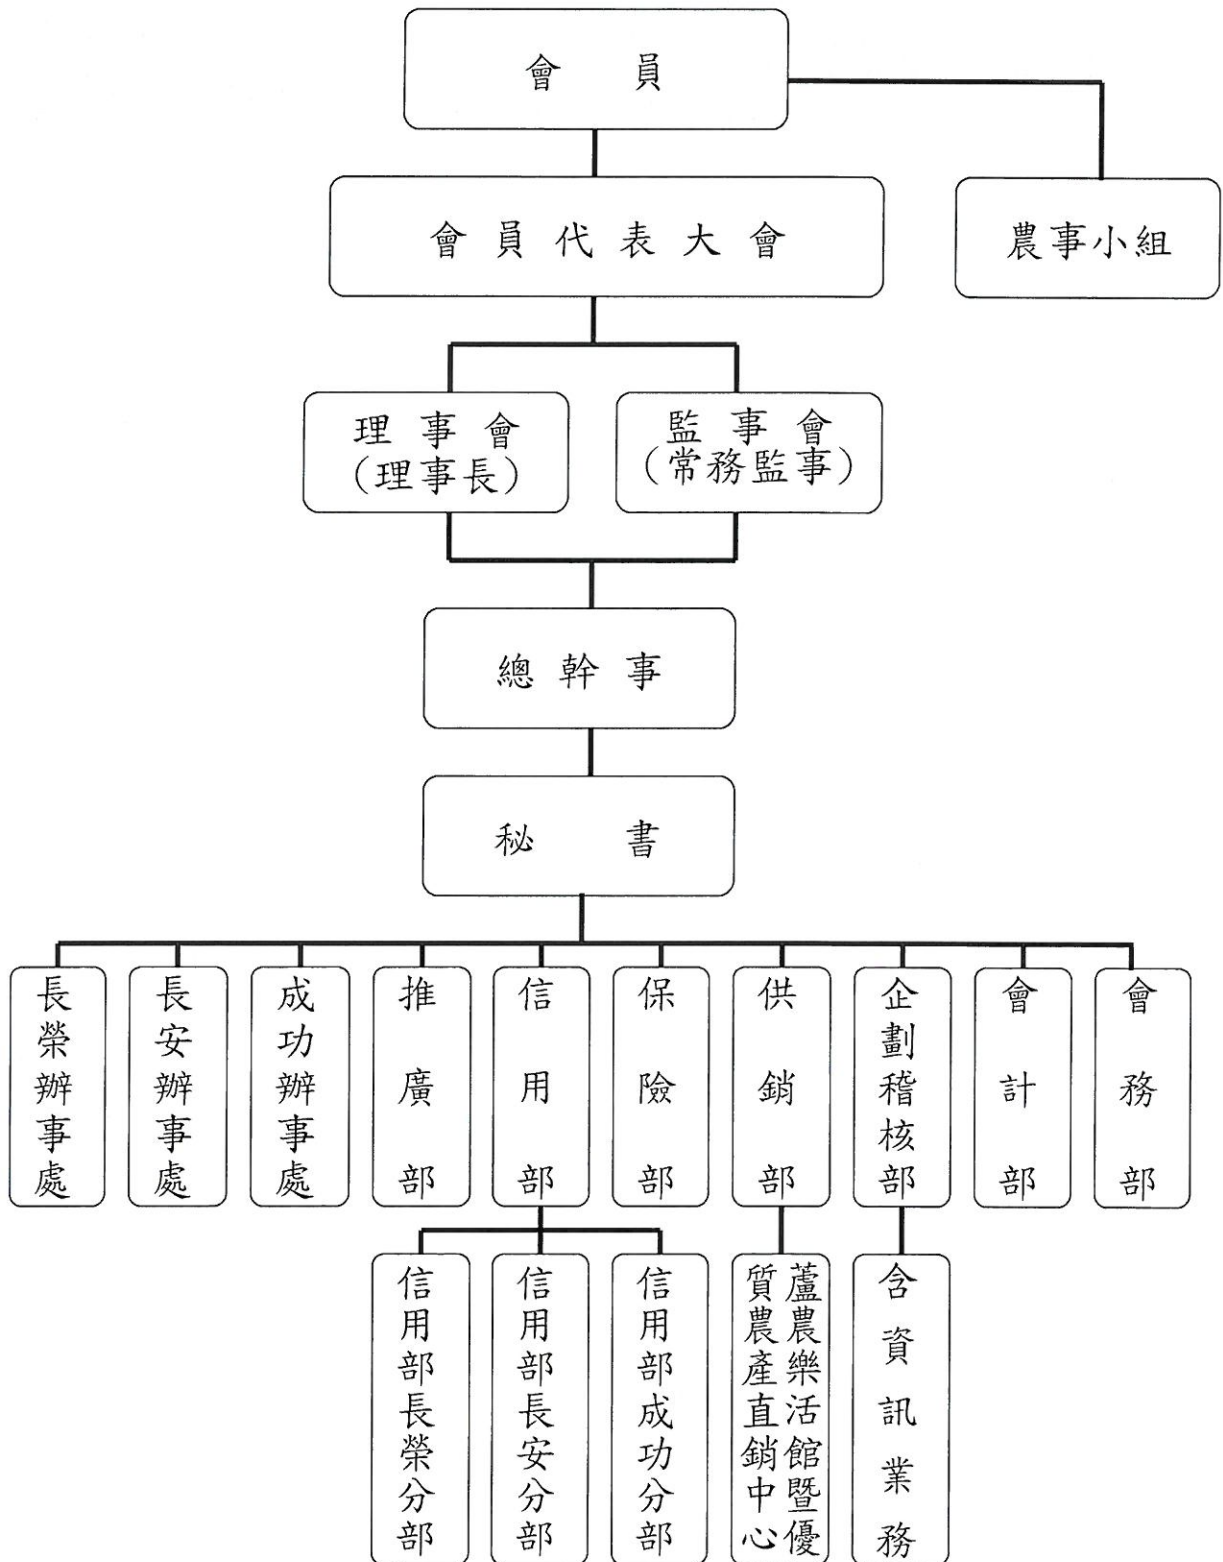 會員
會員代表大會
農事小組
理事會
(理事長)
監事會
(常務監事)
總幹事
秘書
長榮辦事處
長安辦事處
成功辦事處
推廣部
信用部
保險部
供銷部
企劃稽核部
會計部
會務部
信用部長榮分部
信用部長安分部
信用部成功分部
蘆農樂活館暨優
質農產直銷中心
含資訊業務